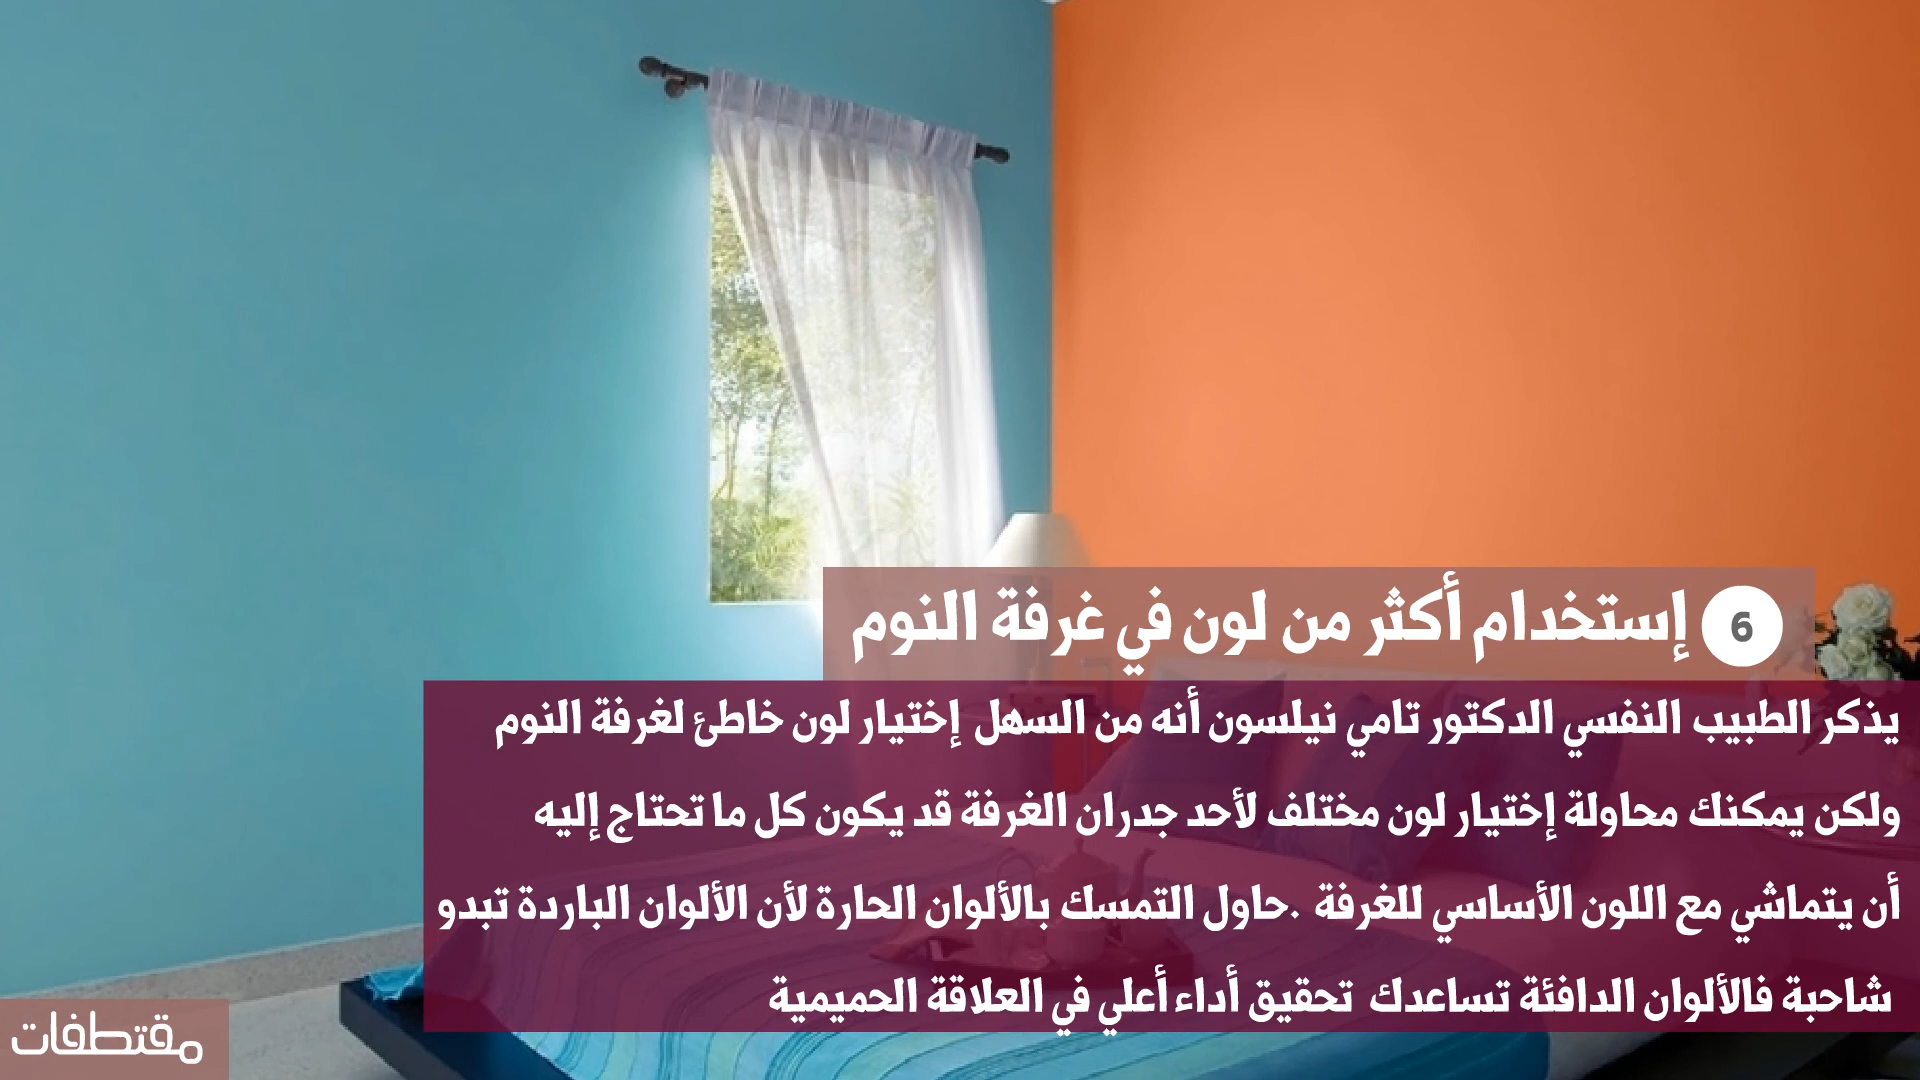 6 إستخدام أكثر من لون في غرفة النوم
يذكر الطبيب النفسي الدكتور تامي نيلسون أنه من السهل إختيار لون خاطئ لغرفة النوم
ولكن يمكنك محاولة إختيار لون مختلف لأحد جدران الغرفة قد يكون كل ما تحتاج إليه
أن يتماشي مع اللون الأساسي للغرفة .حاول التمسك بالألوان الحارة لأن الألوان الباردة تبدو
شاحبة فالألوان الدافئة تساعدك تحقيق أداء أعلي في العلاقة الحميمية
مقتطفات